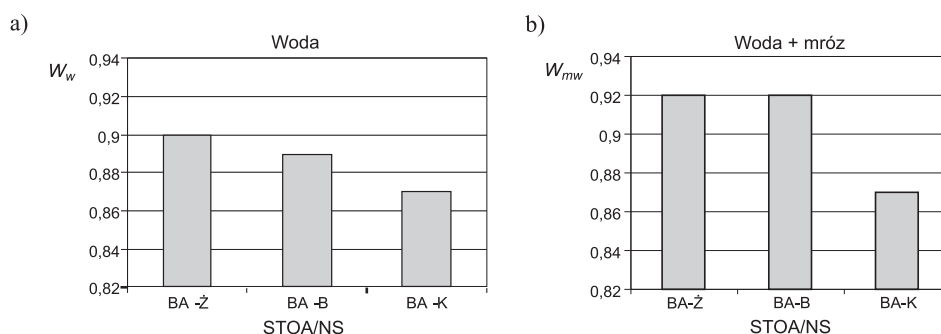 a)
Woda
W_w
0,94
0,92
0,9
0,88
0,86
0,84
0,82
BA -Ż BA -B BA -K
STOA/NS
b)
Woda + mróz
W_mw
0,94
0,92
0,9
0,88
0,86
0,84
0,82
BA-Ż BA-B BA-K
STOA/NS